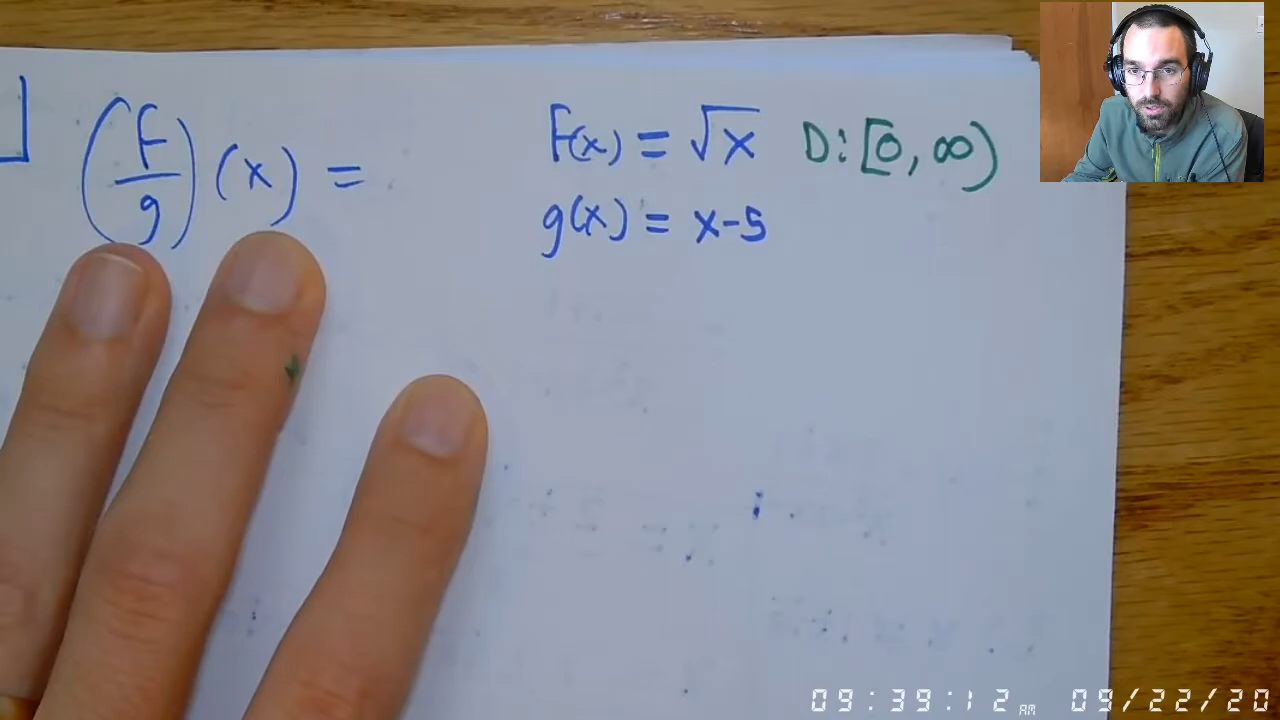 ] (F/g)(x) =
F(x) = √x D: [0, ∞)
g(x) = x-5
09:39:12 AM 09/22/20